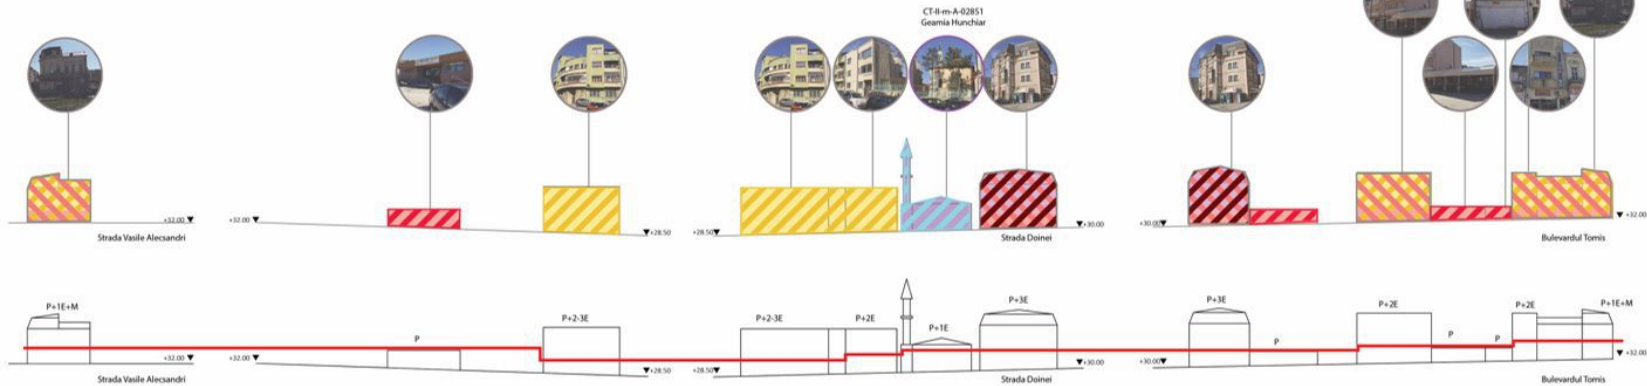 CT-II-m-A-02851
Geamia Hunchiar
+32.00
+32.00
+28.50
+28.50
+30.00
+30.00
+32.00
Strada Vasile Alecsandri
Strada Doinei
Bulevardul Tomis
P+1E+M
P
P+2-3E
P+2-3E
P+2E
P+1E
P+3E
P+3E
P
P+2E
P
P
P+2E
P+1E+M
+32.00
+32.00
+28.50
+28.50
+30.00
+30.00
+32.00
Strada Vasile Alecsandri
Strada Doinei
Bulevardul Tomis